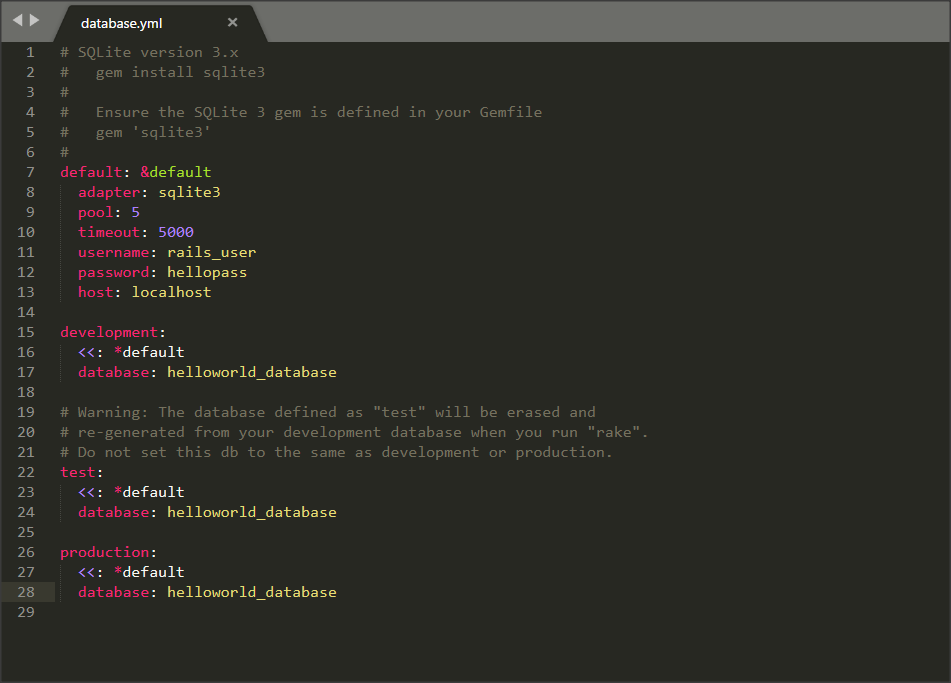 database.yml ×
1 # SQLite version 3.x
2 #   gem install sqlite3
3 #
4 #   Ensure the SQLite 3 gem is defined in your Gemfile
5 #   gem 'sqlite3'
6 #
7 default: &default
8   adapter: sqlite3
9   pool: 5
10   timeout: 5000
11   username: rails_user
12   password: hellopass
13   host: localhost
14
15 development:
16   <<: *default
17   database: helloworld_database
18
19 # Warning: The database defined as "test" will be erased and
20 # re-generated from your development database when you run "rake".
21 # Do not set this db to the same as development or production.
22 test:
23   <<: *default
24   database: helloworld_database
25
26 production:
27   <<: *default
28   database: helloworld_database
29